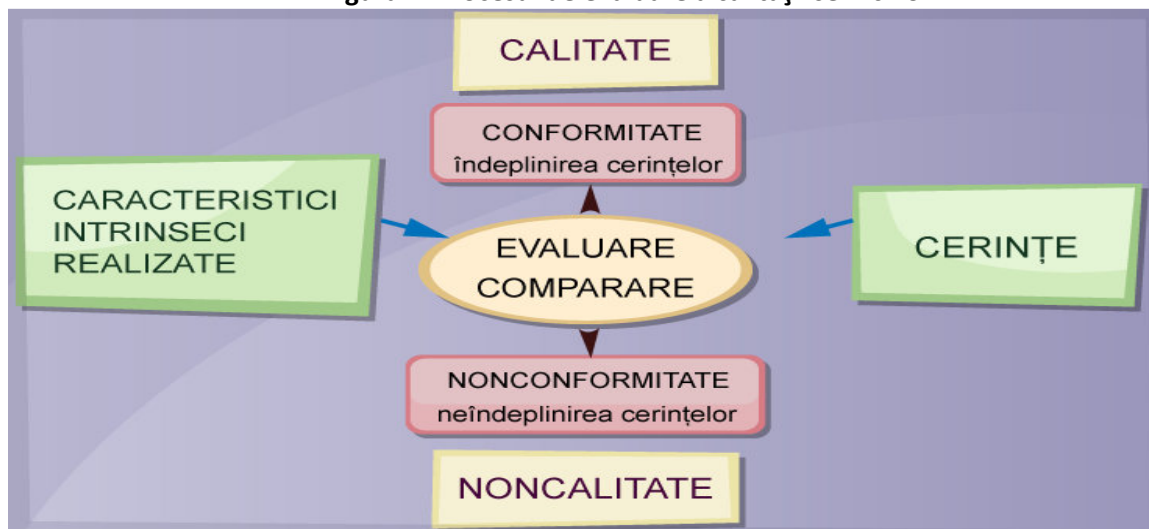 CALITATE
CONFORMITATE
îndeplinirea cerințelor
CARACTERISTICI
INTRINSECI
REALIZATE
EVALUARE
COMPARARE
CERINȚE
NONCONFORMITATE
neîndeplinirea cerințelor
NONCALITATE